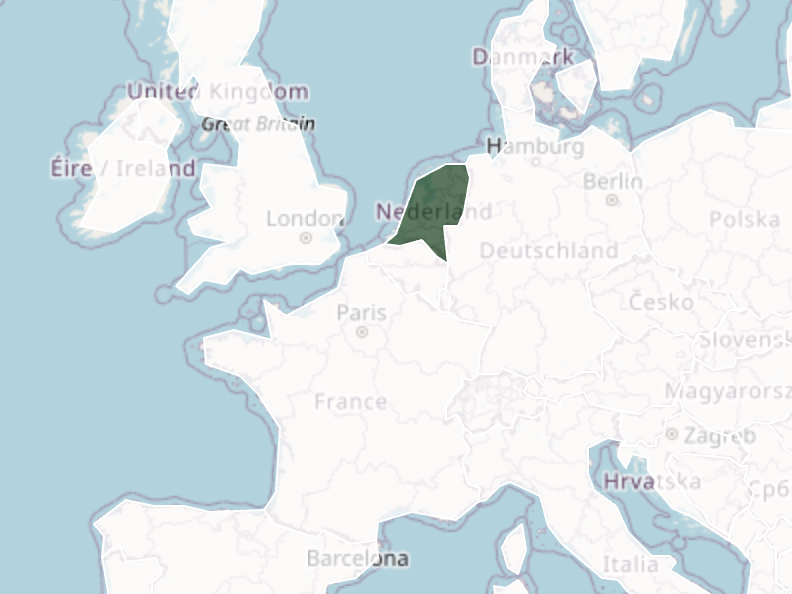 Danmark
United Kingdom
Great Britain
Hamburg
Éire / Ireland
Berlin
Nederland
London
Polska
Deutschland
Česko
Paris
Slovensk
Magyarorsz
France
Zagreb
Hrvatska
Срб
Barcelona
Italia